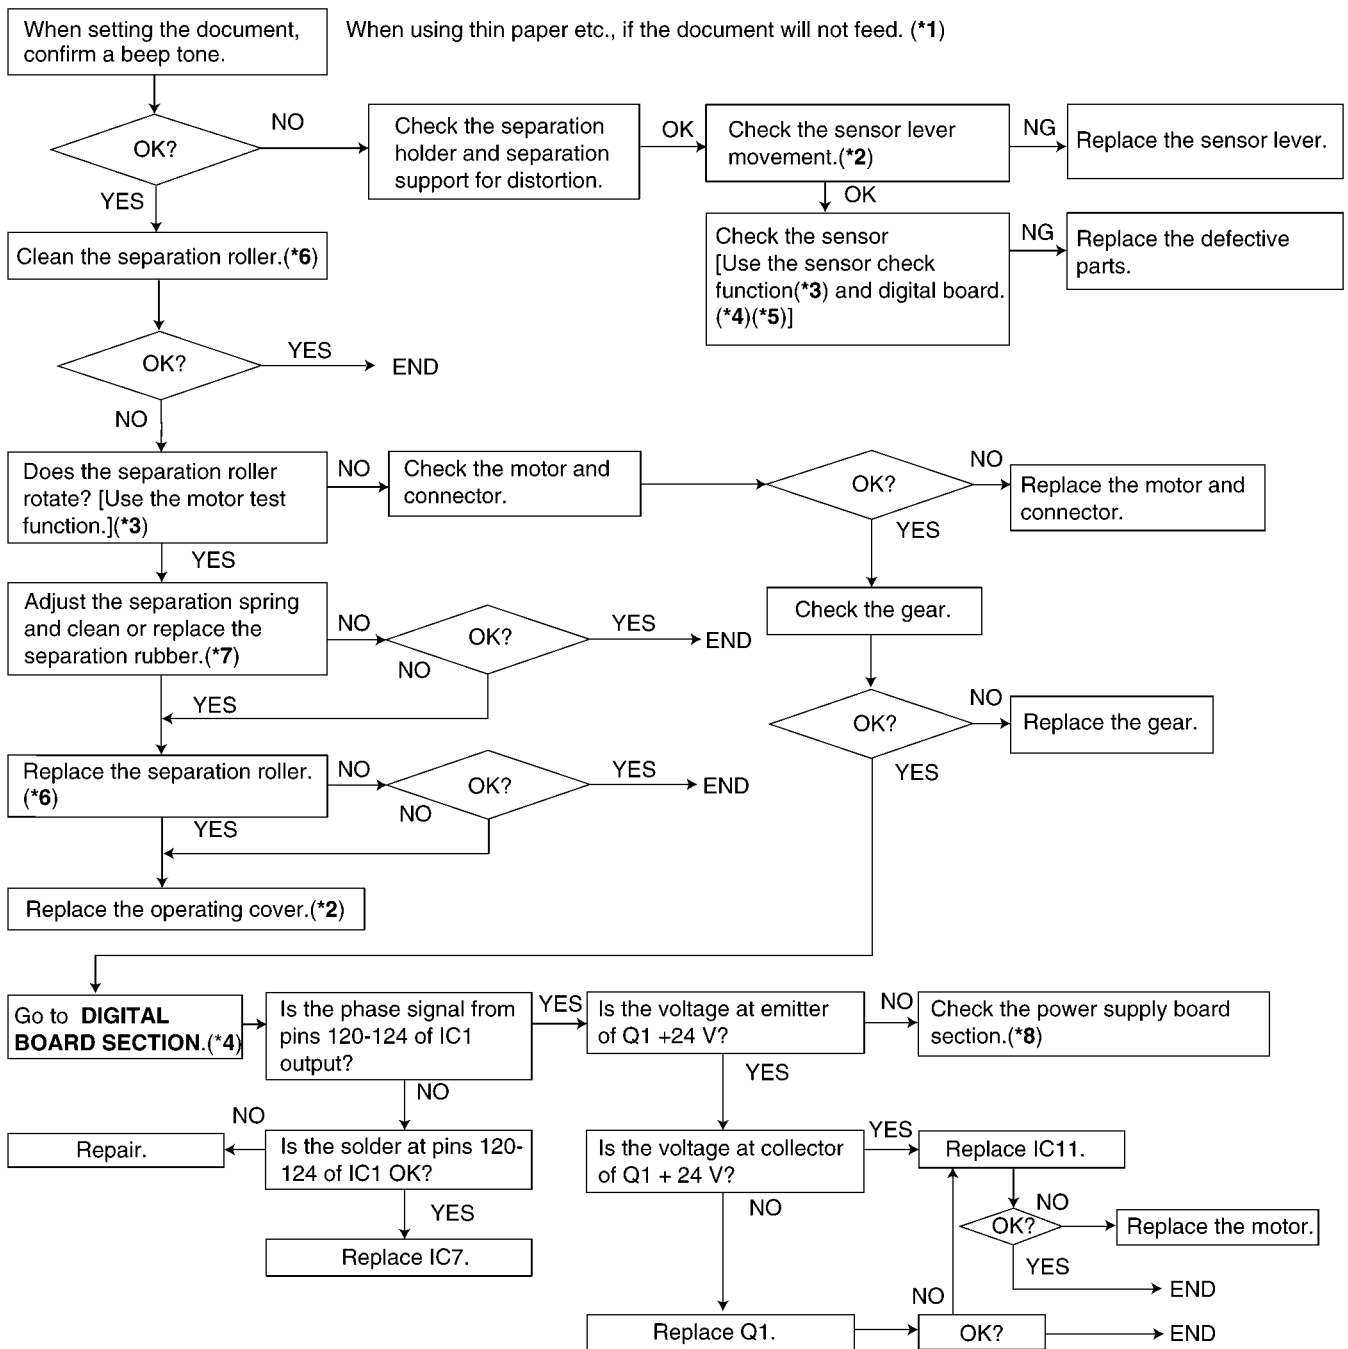 When setting the document,
confirm a beep tone.
When using thin paper etc., if the document will not feed. (*1)
OK?
NO
Check the separation
holder and separation
support for distortion.
OK
Check the sensor lever
movement.(*2)
NG
Replace the sensor lever.
YES
OK
Clean the separation roller.(*6)
Check the sensor
[Use the sensor check
function(*3) and digital board.
(*4)(*5)]
NG
Replace the defective
parts.
OK?
YES
END
NO
Does the separation roller
rotate? [Use the motor test
function.](*3)
NO
Check the motor and
connector.
OK?
NO
Replace the motor and
connector.
YES
YES
Adjust the separation spring
and clean or replace the
separation rubber.(*7)
NO
OK?
YES
END
NO
YES
Check the gear.
OK?
NO
Replace the gear.
YES
Replace the separation roller.
(*6)
NO
OK?
YES
END
NO
YES
Replace the operating cover.(*2)
Go to DIGITAL
BOARD SECTION.(*4)
Is the phase signal from
pins 120-124 of IC1
output?
YES
Is the voltage at emitter
of Q1 +24 V?
NO
Check the power supply board
section.(*8)
NO
YES
Repair.
NO
Is the solder at pins 120-
124 of IC1 OK?
Is the voltage at collector
of Q1 + 24 V?
YES
Replace IC11.
YES
Replace IC7.
NO
OK?
NO
Replace the motor.
YES
END
Replace Q1.
NO
OK?
END